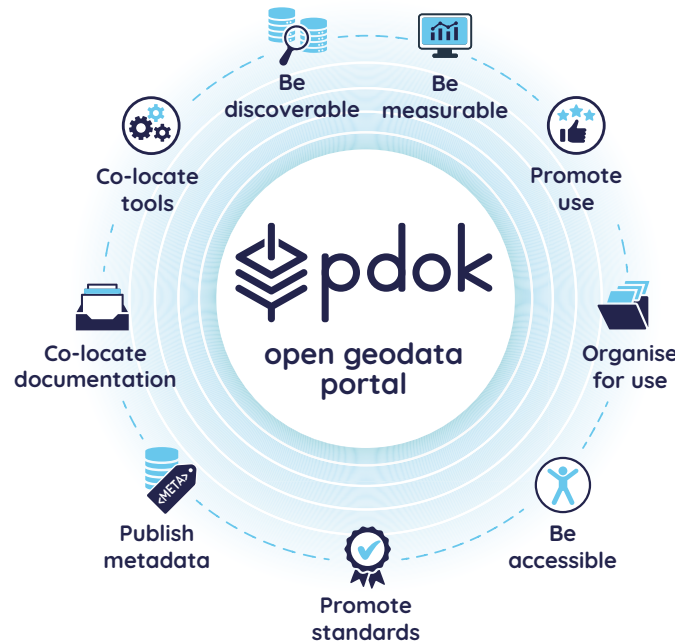 Be
discoverable
Be
measurable
Co-locate
tools
Promote
use
pdok
open geodata
portal
Co-locate
documentation
Organise
for use
<META>
Publish
metadata
Be
accessible
Promote
standards